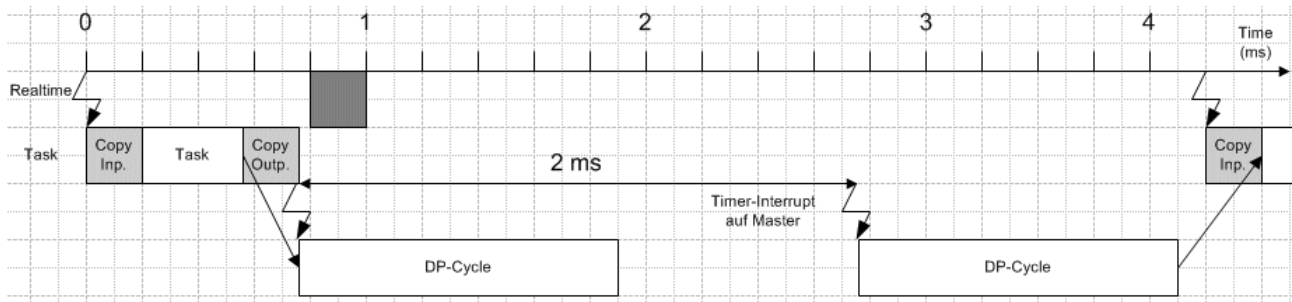 0 1 2 3 4
Time
(ms)
Realtime
Task
Copy
Inp.
Task
Copy
Outp.
2 ms
Copy
Inp.
Timer-Interrupt
auf Master
DP-Cycle
DP-Cycle